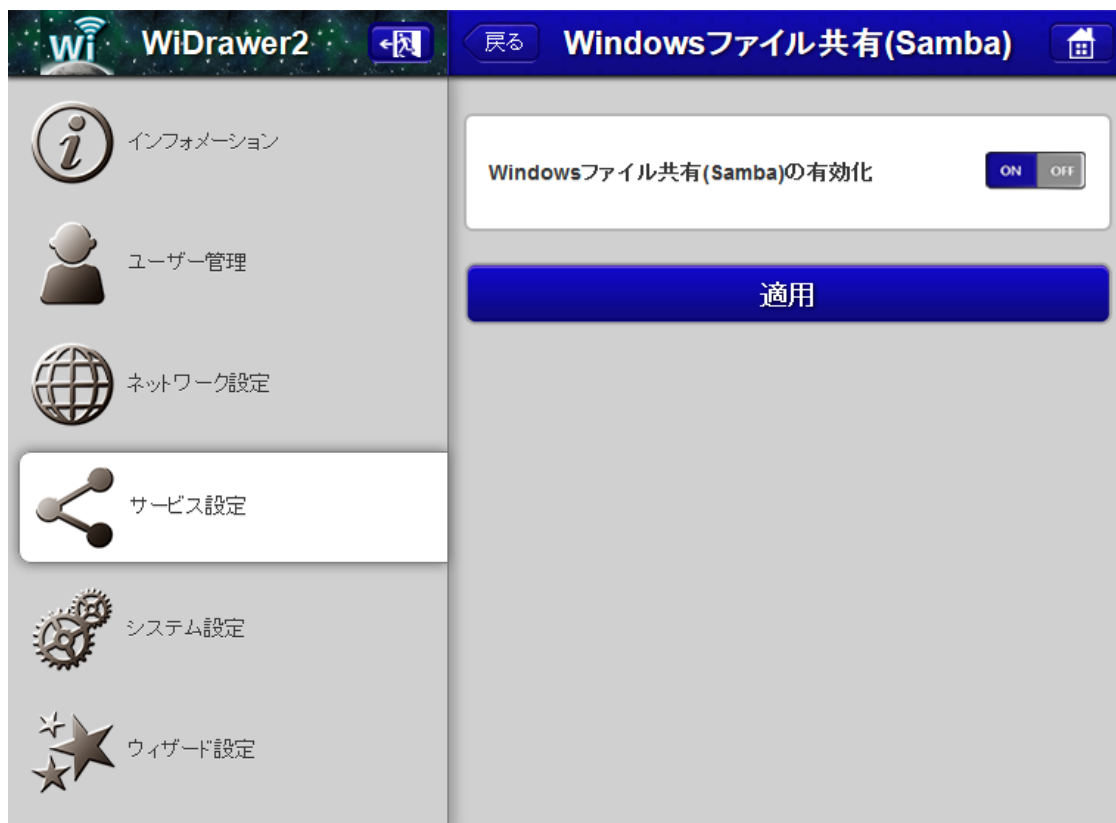 Wi WiDrawer2
戻る Windowsファイル共有(Samba)
インフォメーション
ユーザー管理
ネットワーク設定
サービス設定
システム設定
ウィザード設定
Windowsファイル共有(Samba)の有効化 ON OFF
適用